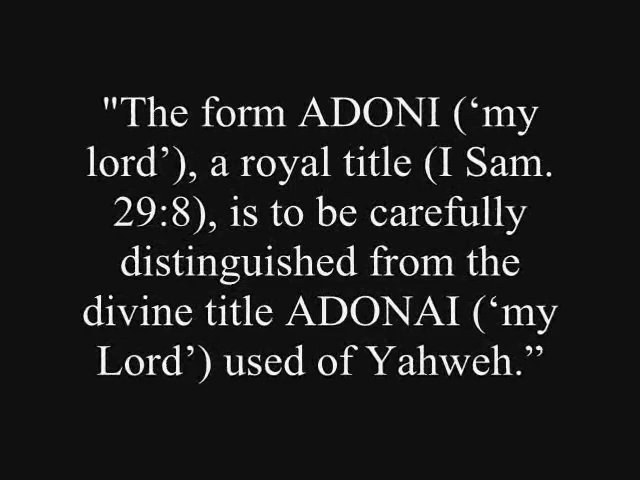 "The form ADONI (‘my
lord’), a royal title (I Sam.
29:8), is to be carefully
distinguished from the
divine title ADONAI (‘my
Lord’) used of Yahweh.”